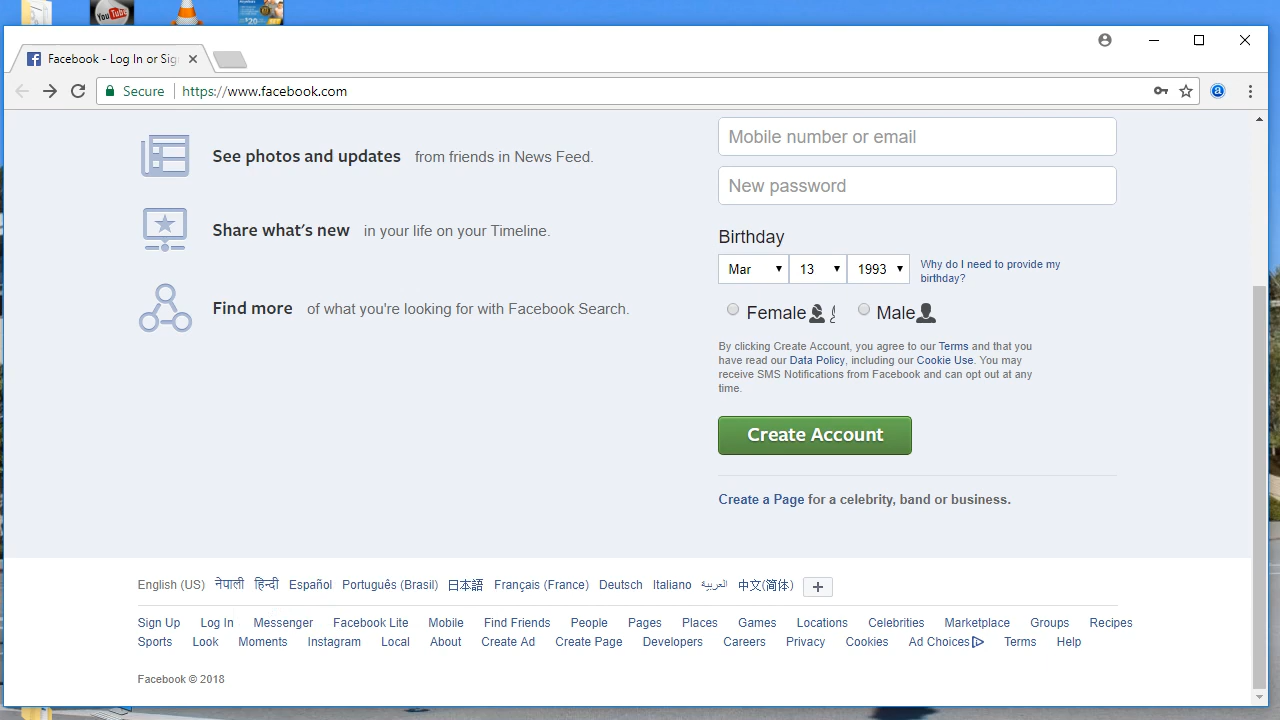 YouTube
$20
Facebook - Log In or Sig
Secure
https://www.facebook.com
a
See photos and updates from friends in News Feed.
Share what's new in your life on your Timeline.
Find more of what you're looking for with Facebook Search.
Mobile number or email
New password
Birthday
Mar 13 1993
Why do I need to provide my
birthday?
Female Male
By clicking Create Account, you agree to our Terms and that you
have read our Data Policy, including our Cookie Use. You may
receive SMS Notifications from Facebook and can opt out at any
time.
Create Account
Create a Page for a celebrity, band or business.
English (US) नेपाली हिन्दी Español Português (Brasil) 日本語 Français (France) Deutsch Italiano العربية 中文(简体) +
Sign Up Log In Messenger Facebook Lite Mobile Find Friends People Pages Places Games Locations Celebrities Marketplace Groups Recipes
Sports Look Moments Instagram Local About Create Ad Create Page Developers Careers Privacy Cookies Ad Choices Terms Help
Facebook © 2018